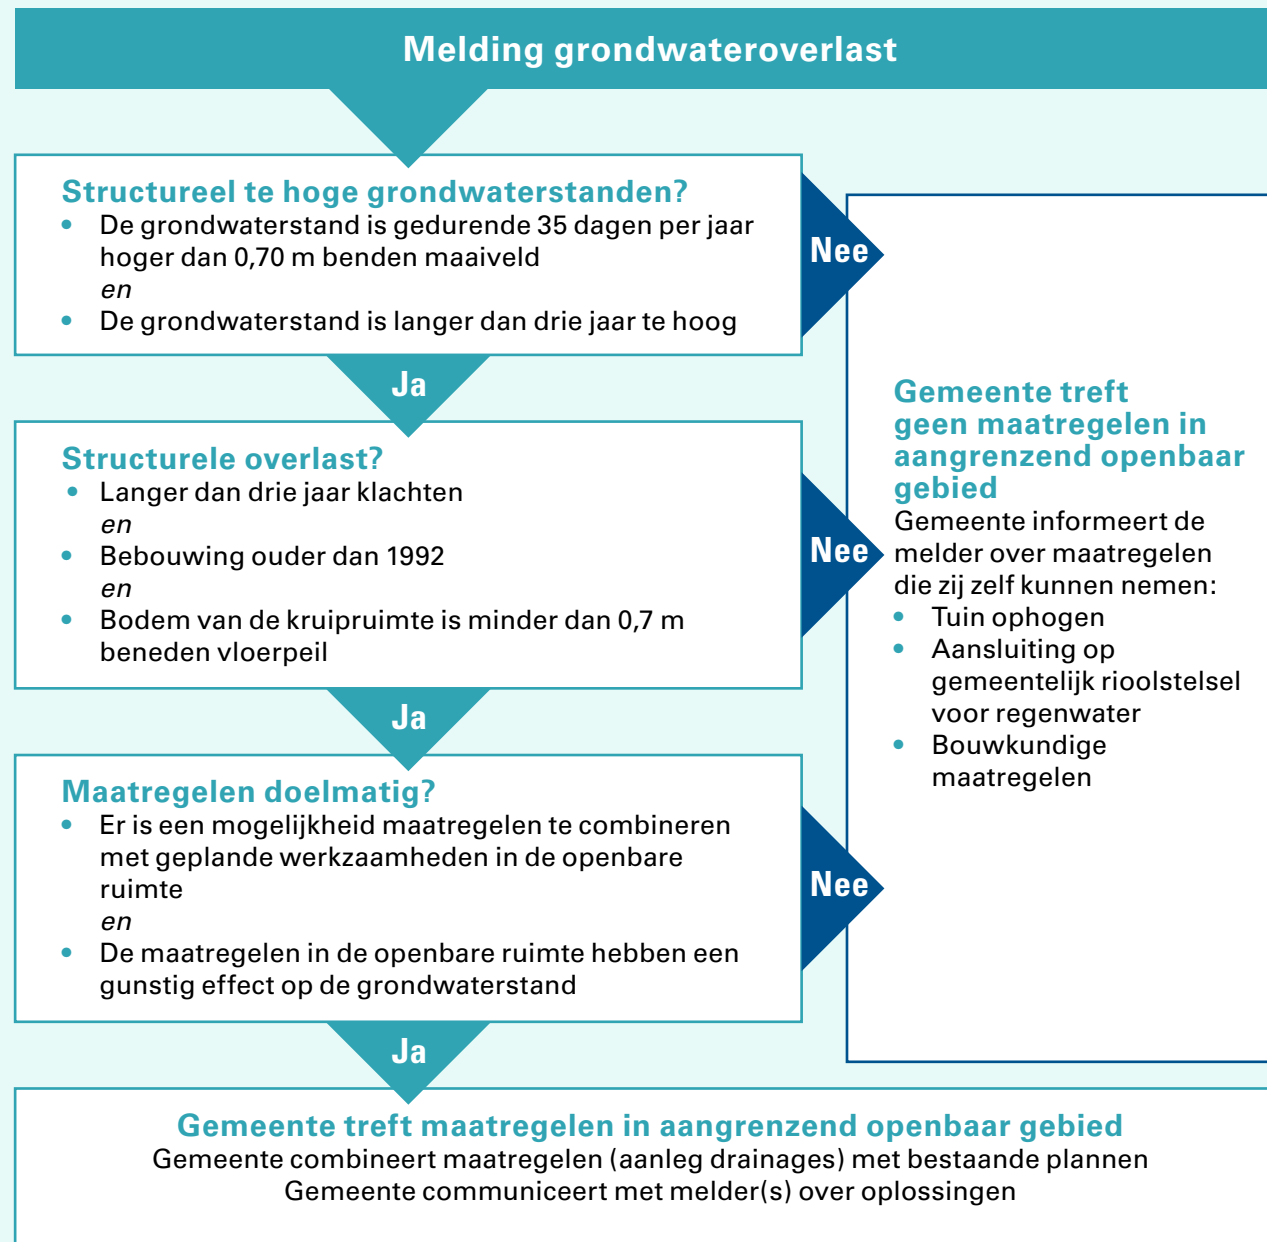 Melding grondwateroverlast
Structureel te hoge grondwaterstanden?
• De grondwaterstand is gedurende 35 dagen per jaar
hoger dan 0,70 m benden maaiveld
en
• De grondwaterstand is langer dan drie jaar te hoog
Nee
Ja
Structurele overlast?
• Langer dan drie jaar klachten
en
• Bebouwing ouder dan 1992
en
• Bodem van de kruipruimte is minder dan 0,7 m
beneden vloerpeil
Nee
Ja
Maatregelen doelmatig?
• Er is een mogelijkheid maatregelen te combineren
met geplande werkzaamheden in de openbare
ruimte
en
• De maatregelen in de openbare ruimte hebben een
gunstig effect op de grondwaterstand
Nee
Ja
Gemeente treft
geen maatregelen in
aangrenzend openbaar
gebied
Gemeente informeert de
melder over maatregelen
die zij zelf kunnen nemen:
• Tuin ophogen
• Aansluiting op
gemeentelijk rioolstelsel
voor regenwater
• Bouwkundige
maatregelen
Gemeente treft maatregelen in aangrenzend openbaar gebied
Gemeente combineert maatregelen (aanleg drainages) met bestaande plannen
Gemeente communiceert met melder(s) over oplossingen